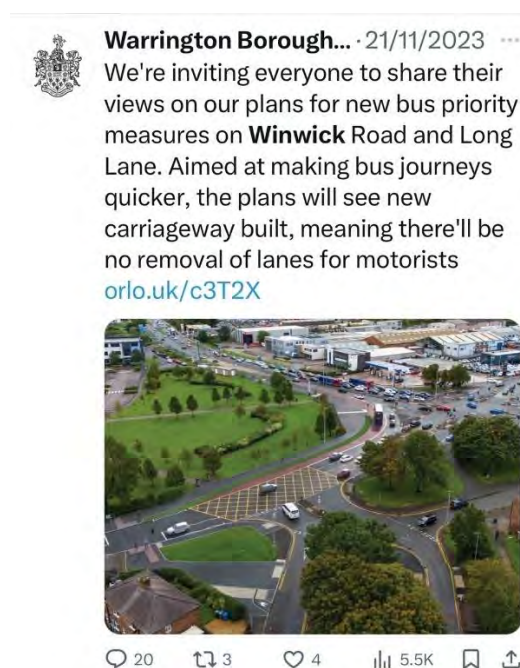 Warrington Borough... · 21/11/2023 ...
We're inviting everyone to share their
views on our plans for new bus priority
measures on Winwick Road and Long
Lane. Aimed at making bus journeys
quicker, the plans will see new
carriageway built, meaning there'll be
no removal of lanes for motorists
orlo.uk/c3T2X
20 3 4 5.5K